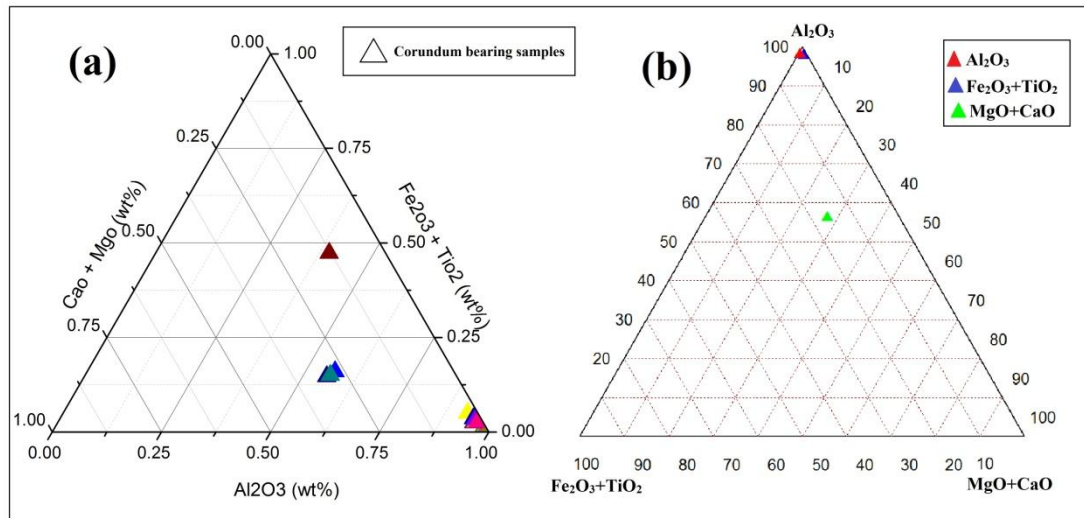 (a)
Corundum bearing samples
0.00
1.00
0.25
0.75
0.50
0.50
0.75
0.25
1.00
0.00
0.00
0.25
0.50
0.75
1.00
Cao + Mgo (wt%)
Fe2o3 + Tio2 (wt%)
Al2O3 (wt%)
(b)
Al₂O₃
Al₂O₃
Fe₂O₃+TiO₂
MgO+CaO
100
90
80
70
60
50
40
30
20
10
20
30
40
50
60
70
80
90
100
100 90 80 70 60 50 40 30 20 10
Fe₂O₃+TiO₂
MgO+CaO